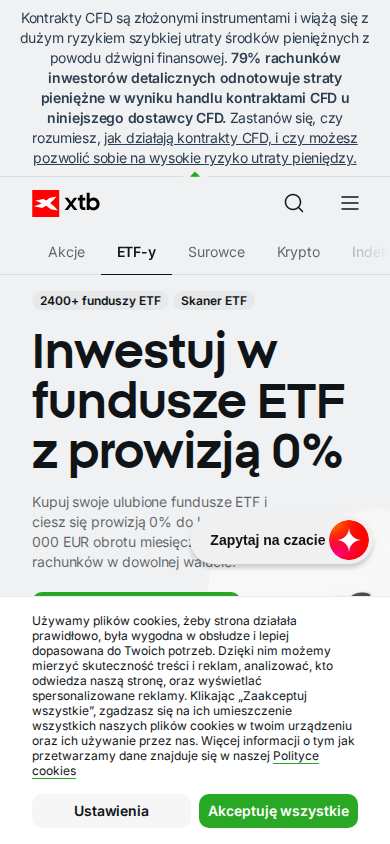 Kontrakty CFD są złożonymi instrumentami i wiążą się z
dużym ryzykiem szybkiej utraty środków pieniężnych z
powodu dźwigni finansowej. 79% rachunków
inwestorów detalicznych odnotowuje straty
pieniężne w wyniku handlu kontraktami CFD u
niniejszego dostawcy CFD. Zastanów się, czy
rozumiesz, jak działają kontrakty CFD, i czy możesz
pozwolić sobie na wysokie ryzyko utraty pieniędzy.
xtb
Akcje ETF-y Surowce Krypto
2400+ funduszy ETF Skaner ETF
Inwestuj w
fundusze ETF
z prowizją 0%
Kupuj swoje ulubione fundusze ETF i
ciesz się prowizją 0% do
000 EUR obrotu
rachunków w dowolnej walucie.
Zapytaj na czacie
Używamy plików cookies, żeby strona działała
prawidłowo, była wygodna w obsłudze i lepiej
dopasowana do Twoich potrzeb. Dzięki nim możemy
mierzyć skuteczność treści i reklam, analizować, kto
odwiedza naszą stronę, oraz wyświetlać
spersonalizowane reklamy. Klikając „Zaakceptuj
wszystkie”, zgadzasz się na ich umieszczenie
wszystkich naszych plików cookies w twoim urządzeniu
oraz ich używanie przez nas. Więcej informacji o tym jak
przetwarzamy dane znajduje się w naszej Polityce
cookies
Ustawienia Akceptuję wszystkie